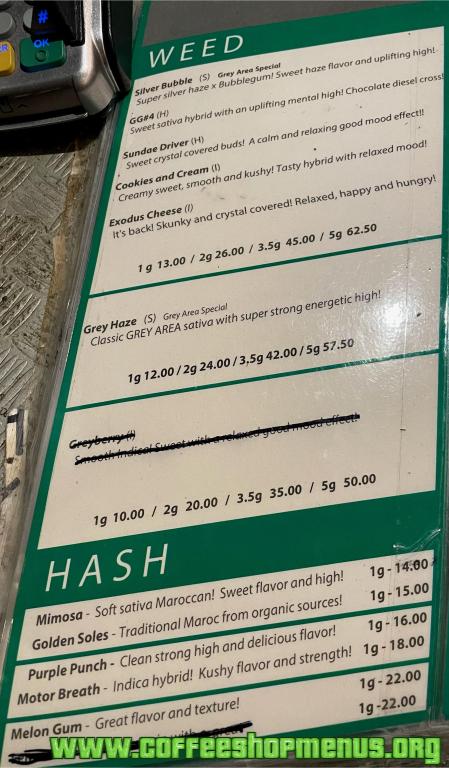 #
OK
WEED
Silver Bubble (S) Grey Area Special
Super silver haze x Bubblegum! Sweet haze flavor and uplifting high!
GG#4 (H)
Sweet sativa hybrid with an uplifting mental high! Chocolate diesel cross!
Sundae Driver (H)
Sweet crystal covered buds! A calm and relaxing good mood effect!!
Cookies and Cream (I)
Creamy sweet, smooth and kushy! Tasty hybrid with relaxed mood!
Exodus Cheese (I)
It's back! Skunky and crystal covered! Relaxed, happy and hungry!
1 g 13.00 / 2g 26.00 / 3.5g 45.00 / 5g 62.50
Grey Haze (S) Grey Area Special
Classic GREY AREA sativa with super strong energetic high!
1g 12.00 / 2g 24.00 / 3.5g 42.00 / 5g 57.50
Greyberry (I)
Smooth Indica! Sweet with a relaxed good mood effect!
1g 10.00 / 2g 20.00 / 3.5g 35.00 / 5g 50.00
HASH
Mimosa - Soft sativa Maroccan! Sweet flavor and high! 1g - 14.00
Golden Soles - Traditional Maroc from organic sources! 1g - 15.00
Purple Punch - Clean strong high and delicious flavor! 1g - 16.00
Motor Breath - Indica hybrid! Kushy flavor and strength! 1g - 18.00
Melon Gum - Great flavor and texture! 1g - 22.00
with a great 1g -22.00
www.coffeeshopmenus.org